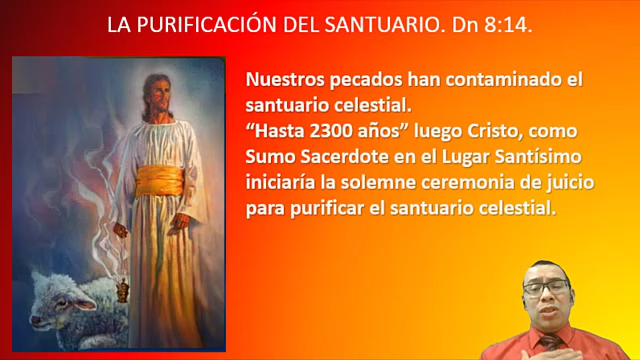 LA PURIFICACIÓN DEL SANTUARIO. Dn 8:14.
Nuestros pecados han contaminado el
santuario celestial.
“Hasta 2300 años” luego Cristo, como
Sumo Sacerdote en el Lugar Santísimo
iniciaría la solemne ceremonia de juicio
para purificar el santuario celestial.